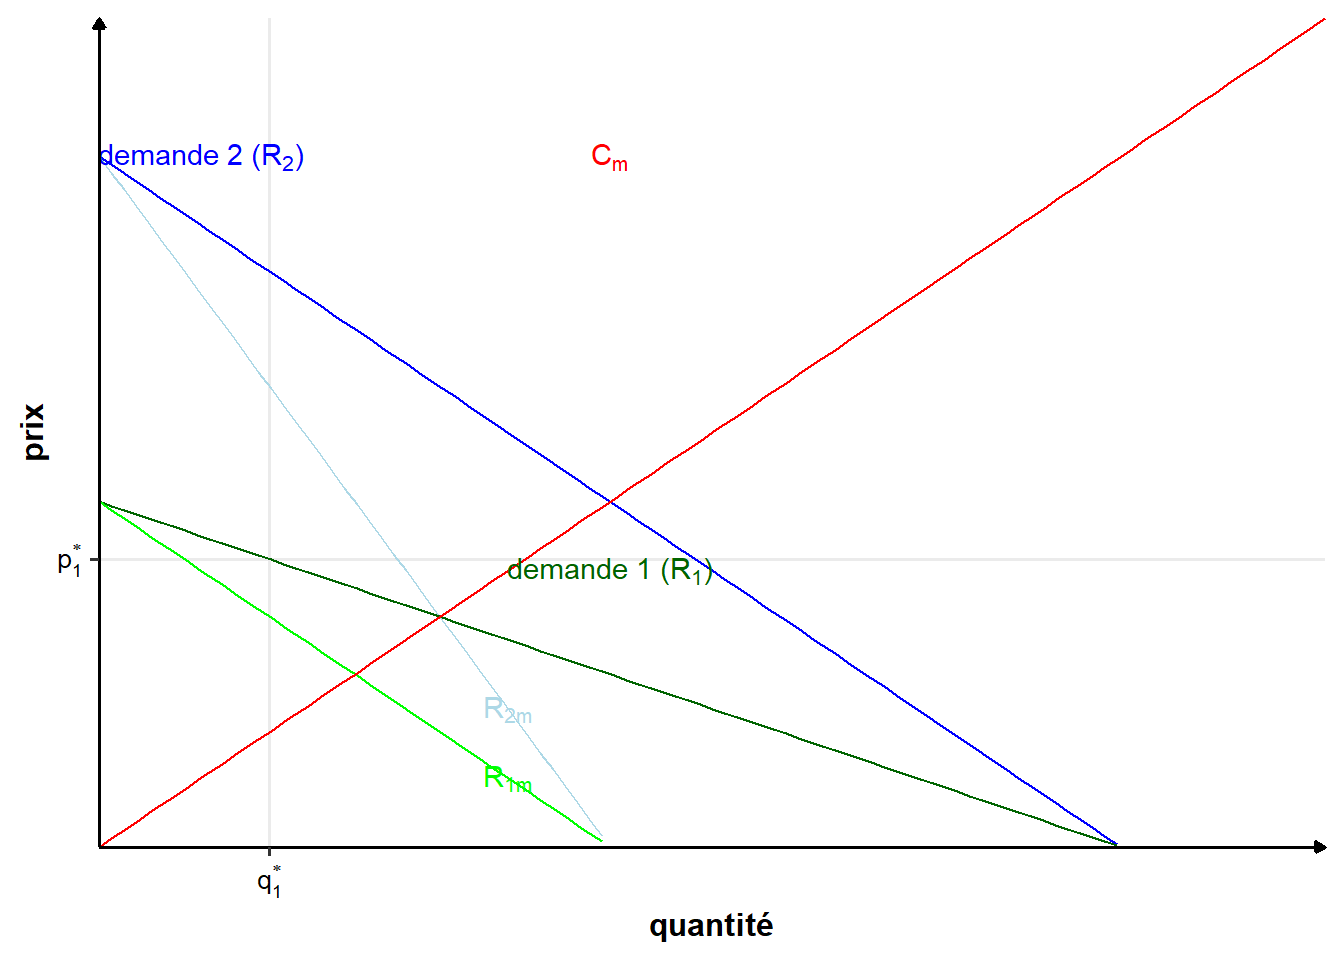 demande 2 (R₂)
Cₘ
prix
p₁*
demande 1 (R₁)
R₂ₘ
R₁ₘ
q₁*
quantité